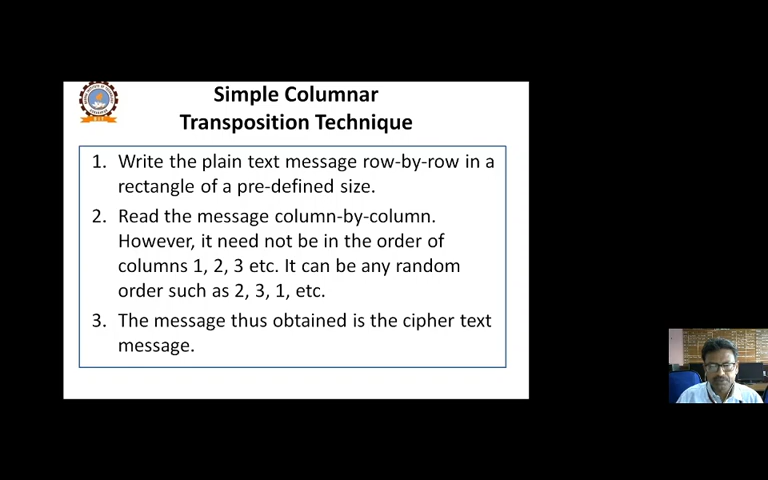 Simple Columnar
Transposition Technique
1. Write the plain text message row-by-row in a
rectangle of a pre-defined size.
2. Read the message column-by-column.
However, it need not be in the order of
columns 1, 2, 3 etc. It can be any random
order such as 2, 3, 1, etc.
3. The message thus obtained is the cipher text
message.